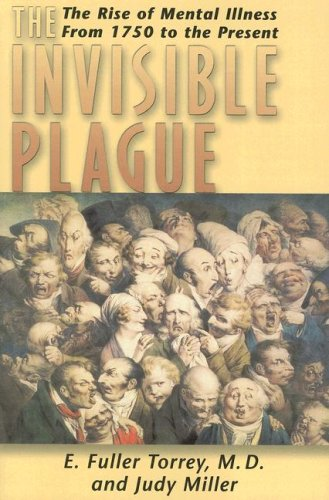 THE
The Rise of Mental Illness
From 1750 to the Present
INVISIBLE
PLAGUE
E. Fuller Torrey, M.D.
and Judy Miller